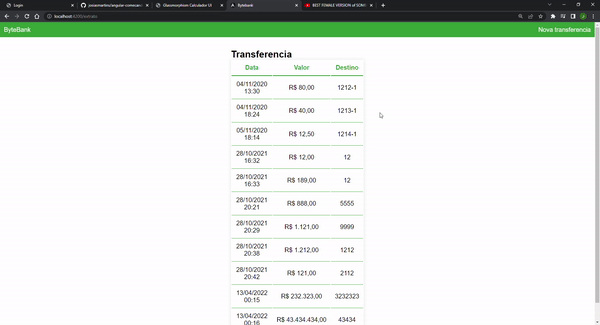 Login
Glassmorphism Calculador UI
Bytebank
BEST FEMALE VERSION of SOM
localhost:4200/extrato
ByteBank
Nova transferencia
Transferencia
Data Valor Destino
04/11/2020
13:30
R$ 80,00 1212-1
04/11/2020
18:24
R$ 40,00 1213-1
05/11/2020
18:14
R$ 12,50 1214-1
28/10/2021
16:32
R$ 12,00 12
28/10/2021
16:33
R$ 189,00 12
28/10/2021
20:21
R$ 888,00 5555
28/10/2021
20:29
R$ 1.121,00 9999
28/10/2021
20:38
R$ 1.212,00 1212
28/10/2021
20:42
R$ 121,00 2112
13/04/2022
00:15
R$ 232.323,00 3232323
13/04/2022
00:16
R$ 43.434.434,00 43434